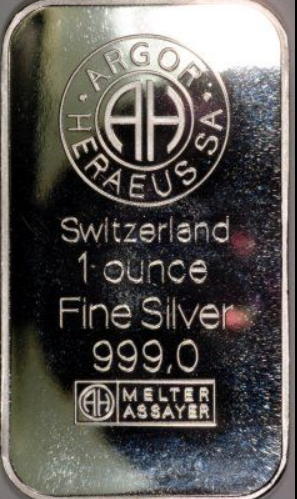 · ARGOR ·
HERAEUS SA
AH
Switzerland
1 ounce
Fine Silver
999,0
AH MELTER
ASSAYER